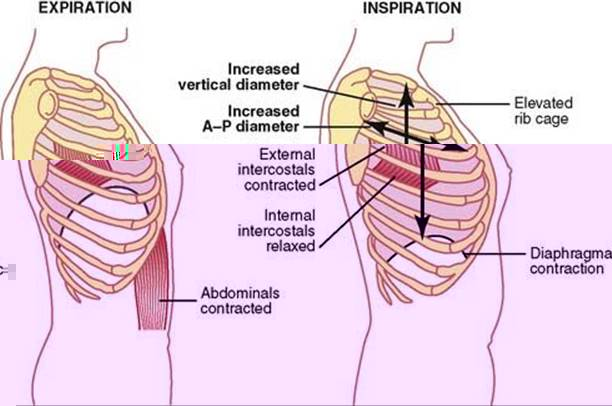 EXPIRATION
INSPIRATION
Increased
vertical diameter
Increased
A–P diameter
Elevated
rib cage
External
intercostals
contracted
Internal
intercostals
relaxed
Diaphragma
contraction
Abdominals
contracted